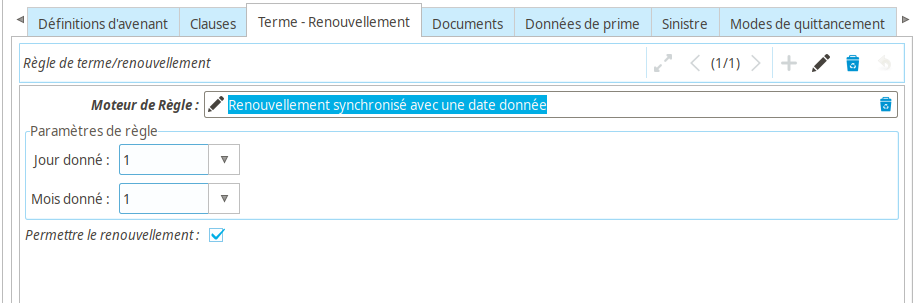 Définitions d'avenant Clauses Terme - Renouvellement Documents Données de prime Sinistre Modes de quittancement
Règle de terme/renouvellement (1/1)
Moteur de Règle : Renouvellement synchronisé avec une date donnée
Paramètres de règle
Jour donné : 1
Mois donné : 1
Permettre le renouvellement :